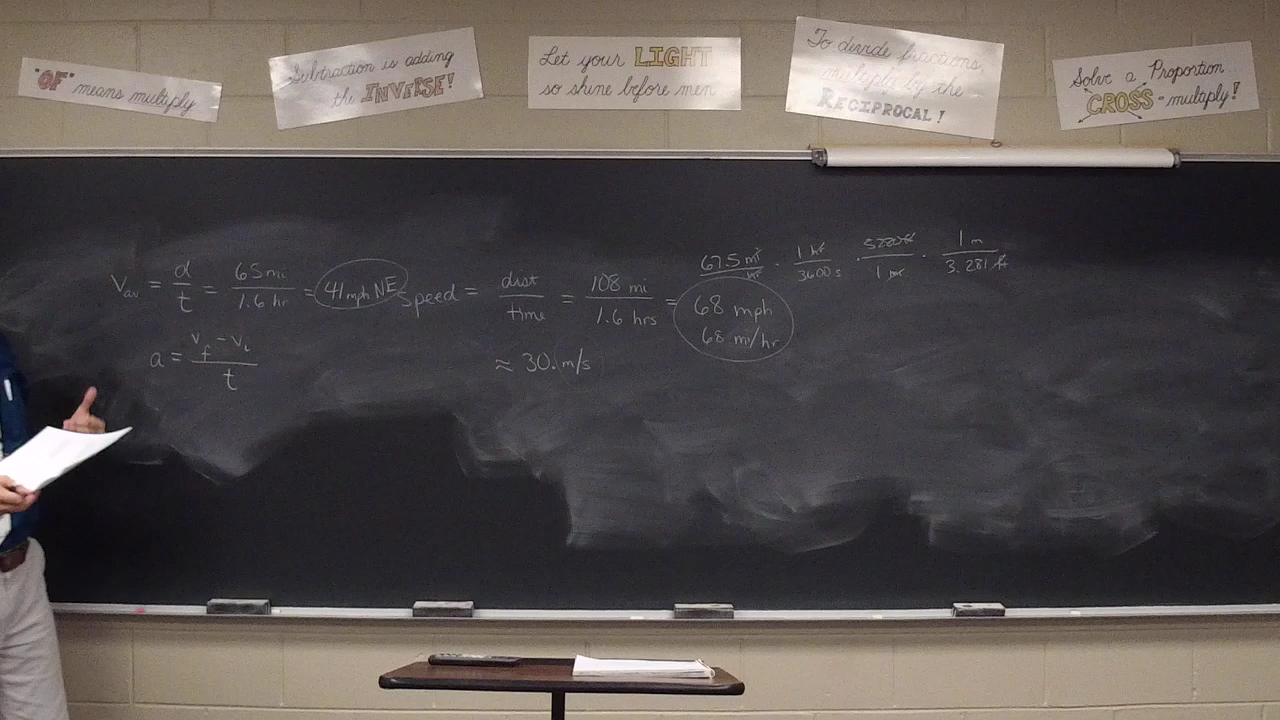 "OF" means multiply
Subtraction is adding
the INVERSE!
Let your LIGHT
so shine before men
To divide fractions,
multiply by the
RECIPROCAL!
Solve a Proportion
CROSS-multiply!
V_av = d/t = 65 mi/1.6 hr = 41 mph NE
a = (v_f - v_i)/t
Speed = dist/time = 108 mi/1.6 hrs = 68 mph
68 mi/hr
≈ 30. m/s
67.5 mi/hr · 1 hr/3600 s · 5280 ft/1 mi · 1 m/3.281 ft